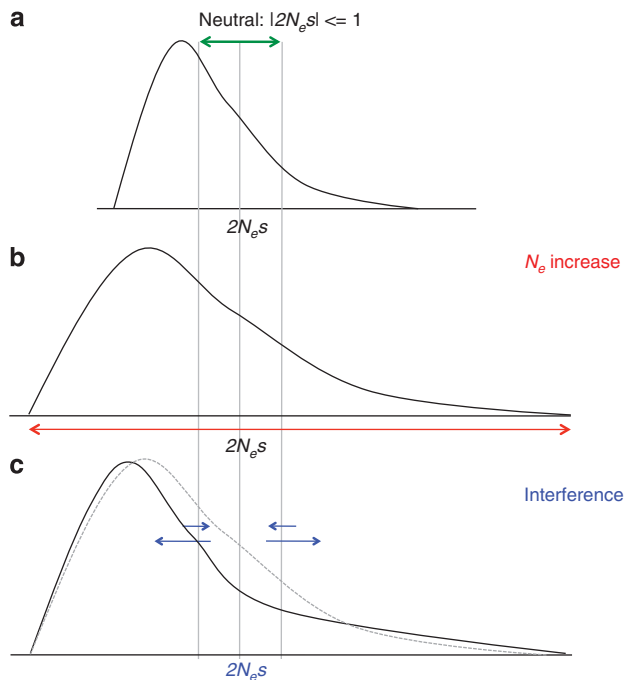 a
Neutral: |2Nₑs| <= 1
2Nₑs
b
Nₑ increase
2Nₑs
c
Interference
2Nₑs